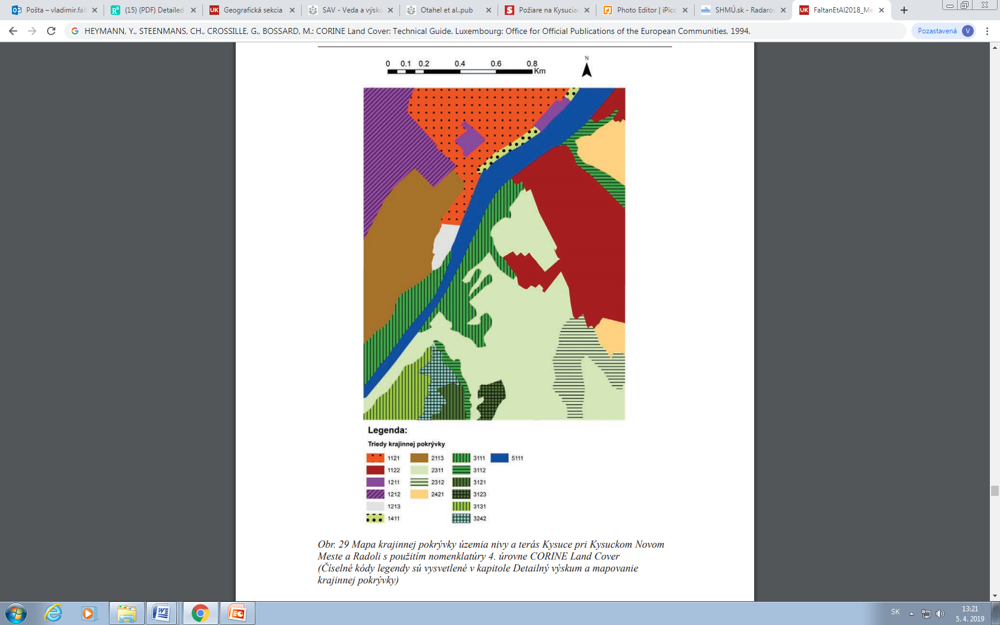 Pošta – vladimir.fal
(15) (PDF) Detailed
Geografická sekcia
SAV - Veda a výsk
Otahel et al..pub
Požiare na Kysucia
Photo Editor | iPicc
SHMÚ.sk - Radarov
FaltanEtAl2018_Me
HEYMANN, Y., STEENMANS, CH., CROSSILLE, G., BOSSARD, M.: CORINE Land Cover: Technical Guide. Luxembourg: Office for Official Publications of the European Communities, 1994.
Pozastavená V
0 0.1 0.2 0.4 0.6 0.8
Km
N
Legenda:
Triedy krajinnej pokrývky
1121 2113 3111 5111
1122 2311 3112
1211 2312 3121
1212 2421 3123
1213 3131
1411 3242
Obr. 29 Mapa krajinnej pokrývky územia nivy a terás Kysuce pri Kysuckom Novom
Meste a Radoli s použitím nomenklatúry 4. úrovne CORINE Land Cover
(Číselné kódy legendy sú vysvetlené v kapitole Detailný výskum a mapovanie
krajinnej pokrývky)
SK
13:21
5. 4. 2019